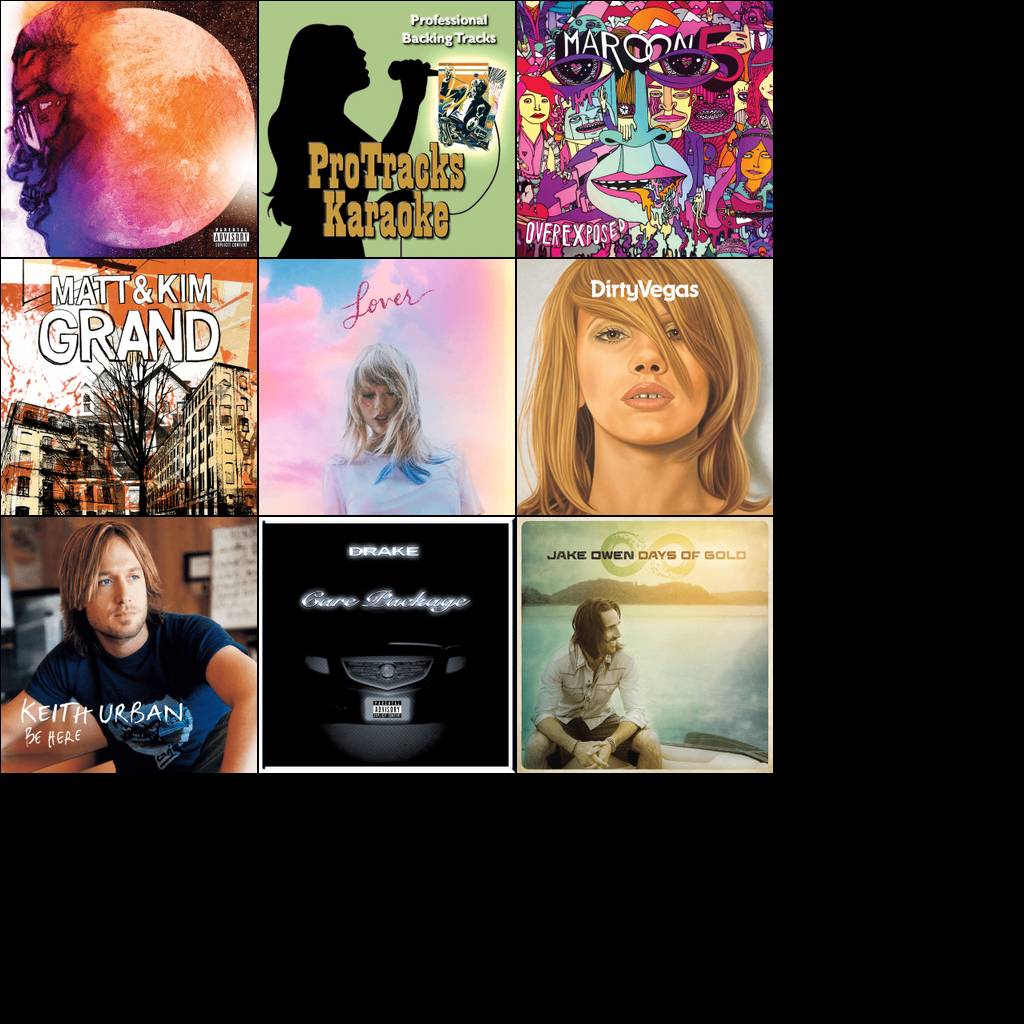 PARENTAL
ADVISORY
EXPLICIT CONTENT
Professional
Backing Tracks
ProTracks
Karaoke
MAROON 5
OVEREXPOSED
MATT & KIM
GRAND
Lover
DirtyVegas
KEITH URBAN
BE HERE
DRAKE
Care Package
PARENTAL
ADVISORY
EXPLICIT CONTENT
JAKE OWEN DAYS OF GOLD